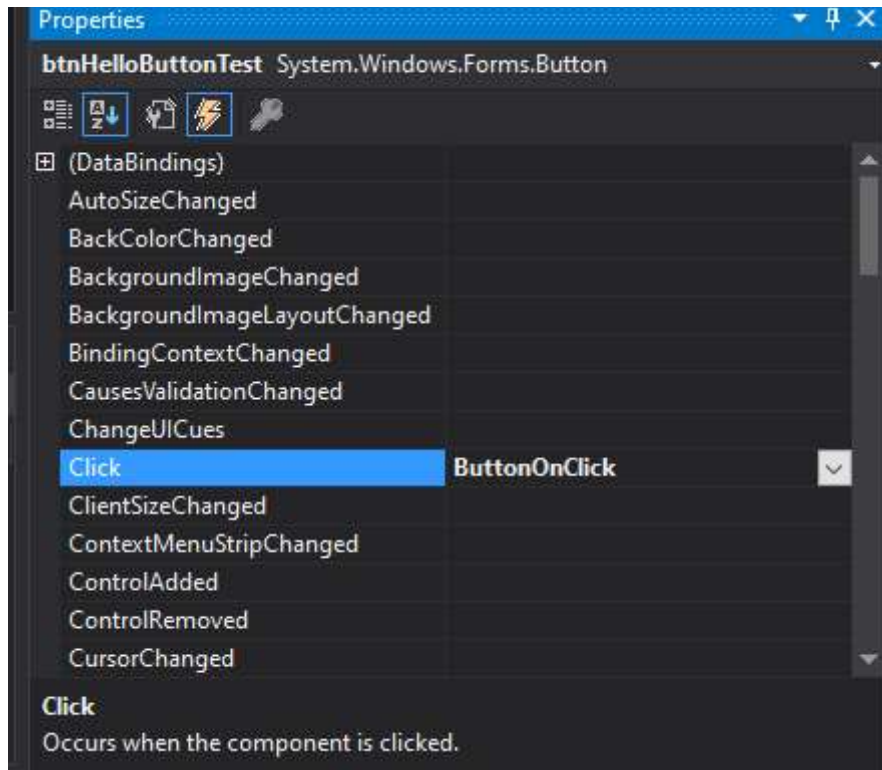 Properties
btnHelloButtonTest System.Windows.Forms.Button
(DataBindings)
AutoSizeChanged
BackColorChanged
BackgroundImageChanged
BackgroundImageLayoutChanged
BindingContextChanged
CausesValidationChanged
ChangeUICues
Click ButtonOnClick
ClientSizeChanged
ContextMenuStripChanged
ControlAdded
ControlRemoved
CursorChanged
Click
Occurs when the component is clicked.